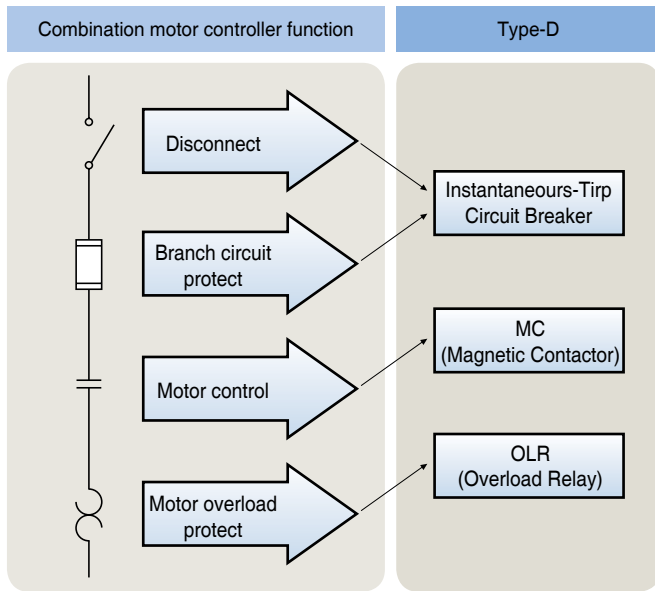 Combination motor controller function
Type-D
Disconnect
Branch circuit
protect
Motor control
Motor overload
protect
Instantaneours-Tirp
Circuit Breaker
MC
(Magnetic Contactor)
OLR
(Overload Relay)